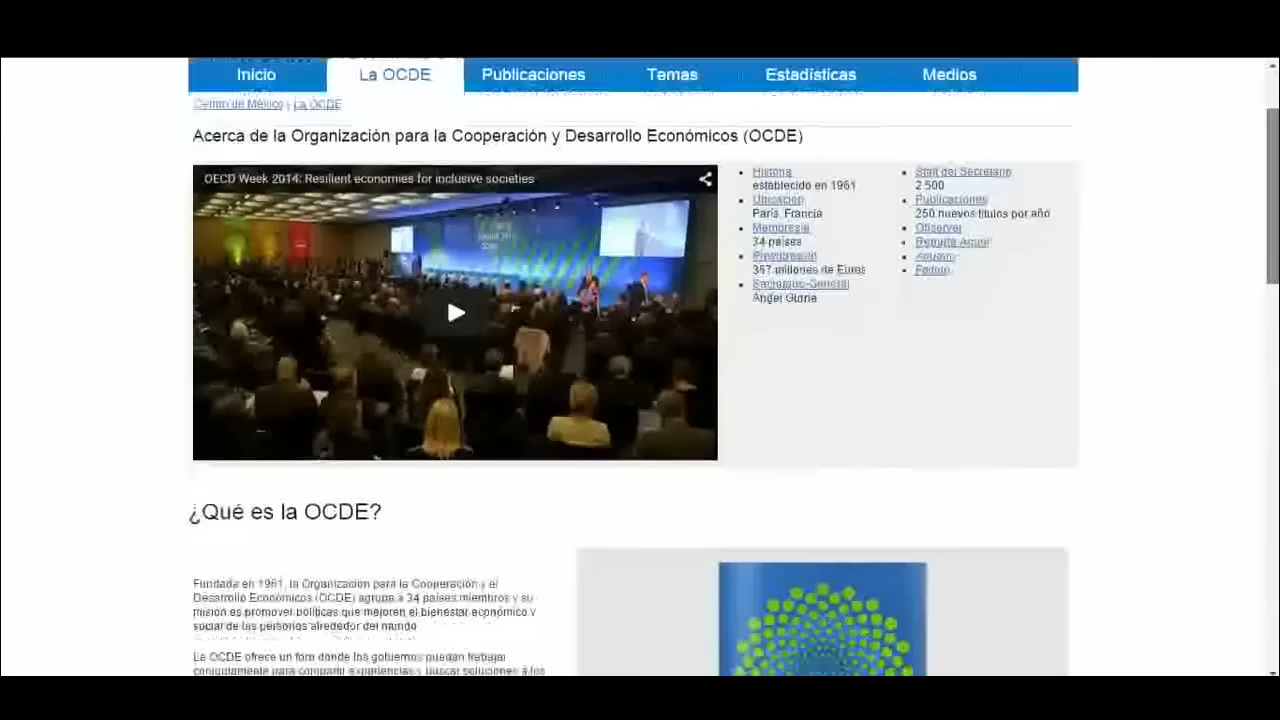 Inicio
La OCDE
Publicaciones
Temas
Estadísticas
Medios
Centro de México La OCDE
Acerca de la Organización para la Cooperación y Desarrollo Económicos (OCDE)
OECD Week 2014: Resilient economies for inclusive societies
Historia
establecido en 1961
Ubicación
París, Francia
Membresía
34 países
357 millones de Euros
Secretario-General
Angel Gurría
Staff del Secretario
2 500
Publicaciones
250 nuevos títulos por año
Observer
¿Qué es la OCDE?
Fundada en 1961, la Organización para la Cooperación y el
Desarrollo Económicos (OCDE) agrupa a 34 países miembros y su
misión es promover políticas que mejoren el bienestar económico y
social de las personas alrededor del mundo
La OCDE ofrece un foro donde los gobiernos puedan trabajar
conjuntamente para compartir experiencias y buscar soluciones a los